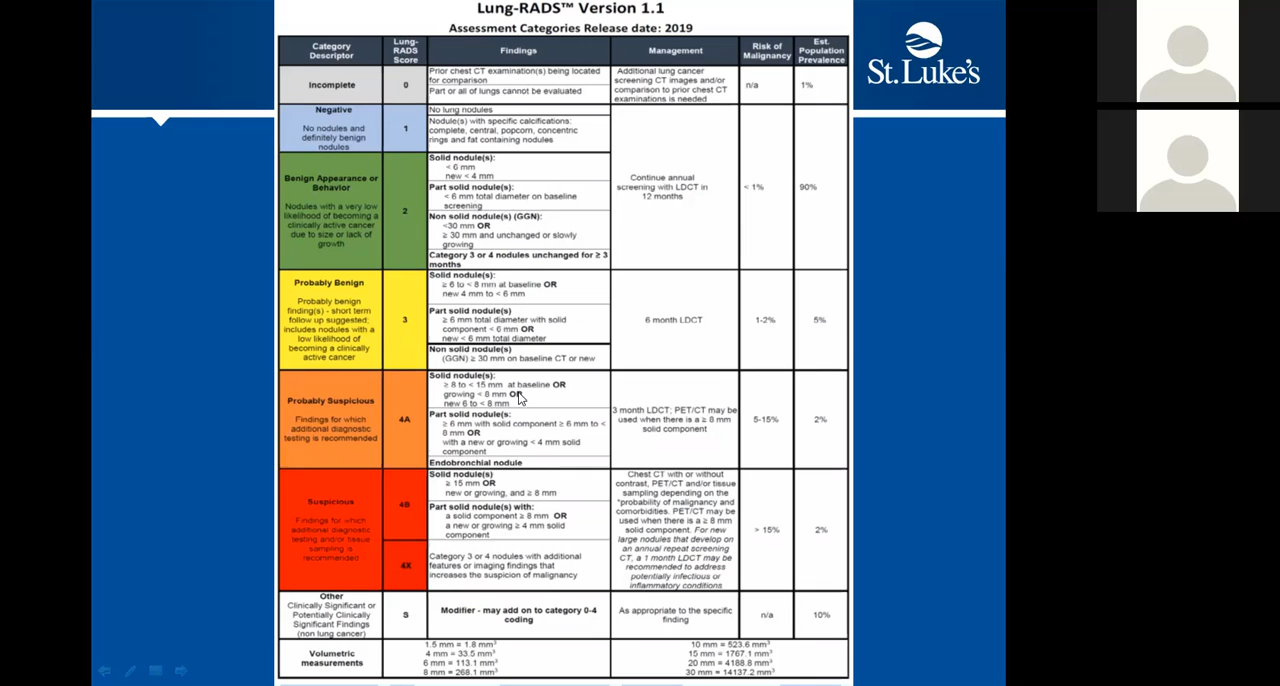 Lung-RADS™ Version 1.1
Assessment Categories Release date: 2019
St. Luke's
Category
Descriptor
Lung-
RADS
Score
Findings
Management
Risk of
Malignancy
Est.
Population
Prevalence
Incomplete
0
Prior chest CT examination(s) being located
for comparison
Part or all of lungs cannot be evaluated
Additional lung cancer
screening CT images and/or
comparison to prior chest CT
examinations is needed
n/a
1%
Negative
No nodules and
definitely benign
nodules
1
No lung nodules
Nodule(s) with specific calcifications:
complete, central, popcorn, concentric
rings and fat containing nodules
Benign Appearance or
Behavior
Nodules with a very low
likelihood of becoming a
clinically active cancer
due to size or lack of
growth
2
Solid nodule(s):
< 6 mm
new < 4 mm
Part solid nodule(s):
< 6 mm total diameter on baseline
screening
Non solid nodule(s) (GGN):
<30 mm OR
≥ 30 mm and unchanged or slowly
growing
Category 3 or 4 nodules unchanged for ≥ 3
months
Continue annual
screening with LDCT in
12 months
< 1%
90%
Probably Benign
Probably benign
finding(s) - short term
follow up suggested;
includes nodules with a
low likelihood of
becoming a clinically
active cancer
3
Solid nodule(s):
≥ 6 to < 8 mm at baseline OR
new 4 mm to < 6 mm
Part solid nodule(s)
≥ 6 mm total diameter with solid
component < 6 mm OR
new < 6 mm total diameter
Non solid nodule(s)
(GGN) ≥ 30 mm on baseline CT or new
6 month LDCT
1-2%
5%
Probably Suspicious
Findings for which
additional diagnostic
testing is recommended
4A
Solid nodule(s):
≥ 8 to < 15 mm at baseline OR
growing < 8 mm OR
new 6 to < 8 mm
Part solid nodule(s:
≥ 6 mm with solid component ≥ 6 mm to <
8 mm OR
with a new or growing < 4 mm solid
component
Endobronchial nodule
3 month LDCT; PET/CT may be
used when there is a ≥ 8 mm
solid component
5-15%
2%
Suspicious
Findings for which
additional diagnostic
testing and/or tissue
sampling is
recommended
4B
Solid nodule(s)
≥ 15 mm OR
new or growing, and ≥ 8 mm
Part solid nodule(s) with:
a solid component ≥ 8 mm OR
a new or growing ≥ 4 mm solid
component
4X
Category 3 or 4 nodules with additional
features or imaging findings that
increases the suspicion of malignancy
Chest CT with or without
contrast, PET/CT and/or tissue
sampling depending on the
*probability of malignancy and
comorbidities. PET/CT may be
used when there is a ≥ 8 mm
solid component. For new
large nodules that develop on
an annual repeat screening
CT, a 1 month LDCT may be
recommended to address
potentially infectious or
inflammatory conditions
> 15%
2%
Other
Clinically Significant or
Potentially Clinically
Significant Findings
(non lung cancer)
S
Modifier - may add on to category 0-4
coding
As appropriate to the specific
finding
n/a
10%
Volumetric
measurements
1.5 mm = 1.8 mm³
4 mm = 33.5 mm³
6 mm = 113.1 mm³
8 mm = 268.1 mm³
10 mm = 523.6 mm³
15 mm = 1767.1 mm³
20 mm = 4188.8 mm³
30 mm = 14137.2 mm³